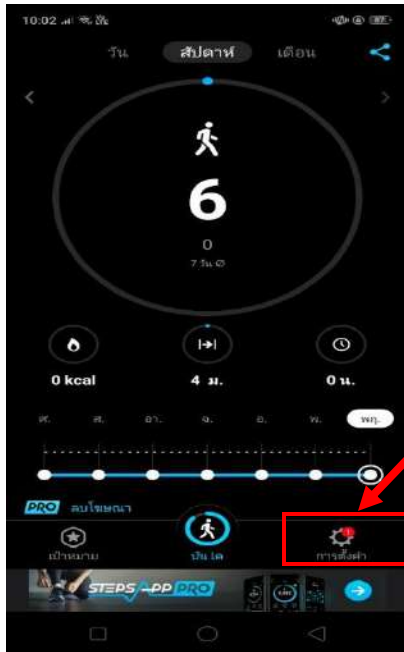 10:02
วัน สัปดาห์ เดือน
6
0
7 วัน Ø
0 kcal 4 ม. 0 น.
ศ. ส. อา. จ. อ. พ. พฤ.
PRO ลบโฆษณา
เป้าหมาย บันได การตั้งค่า
STEPS APP PRO